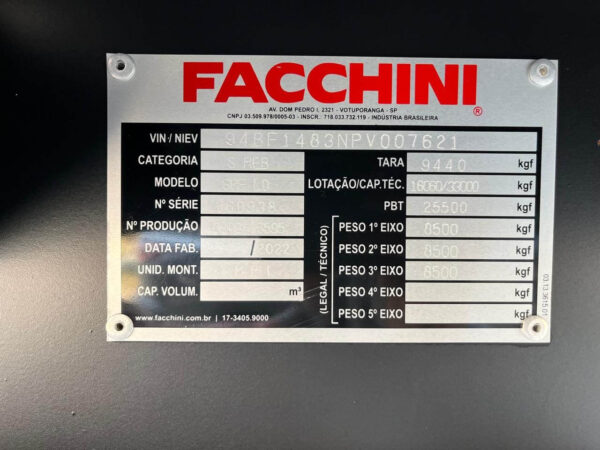 FACCHINI
®
AV. DOM PEDRO I, 2321 - VOTUPORANGA - SP
CNPJ 03.509.978/0005-03 - INSCR.: 718.033.732.119 - INDÚSTRIA BRASILEIRA
VIN / NIEV 94BF1483NPV007621
CATEGORIA S.REB
TARA 9440 kgf
MODELO
LOTAÇÃO/CAP.TÉC. 16060/33000 kgf
Nº SÉRIE
PBT 25500 kgf
Nº PRODUÇÃO
DATA FAB. / 2022
UNID. MONT.
CAP. VOLUM. m³
(LEGAL / TÉCNICO)
PESO 1º EIXO 8500 kgf
PESO 2º EIXO 8500 kgf
PESO 3º EIXO 8500 kgf
PESO 4º EIXO kgf
PESO 5º EIXO kgf
www.facchini.com.br | 17-3405.9000